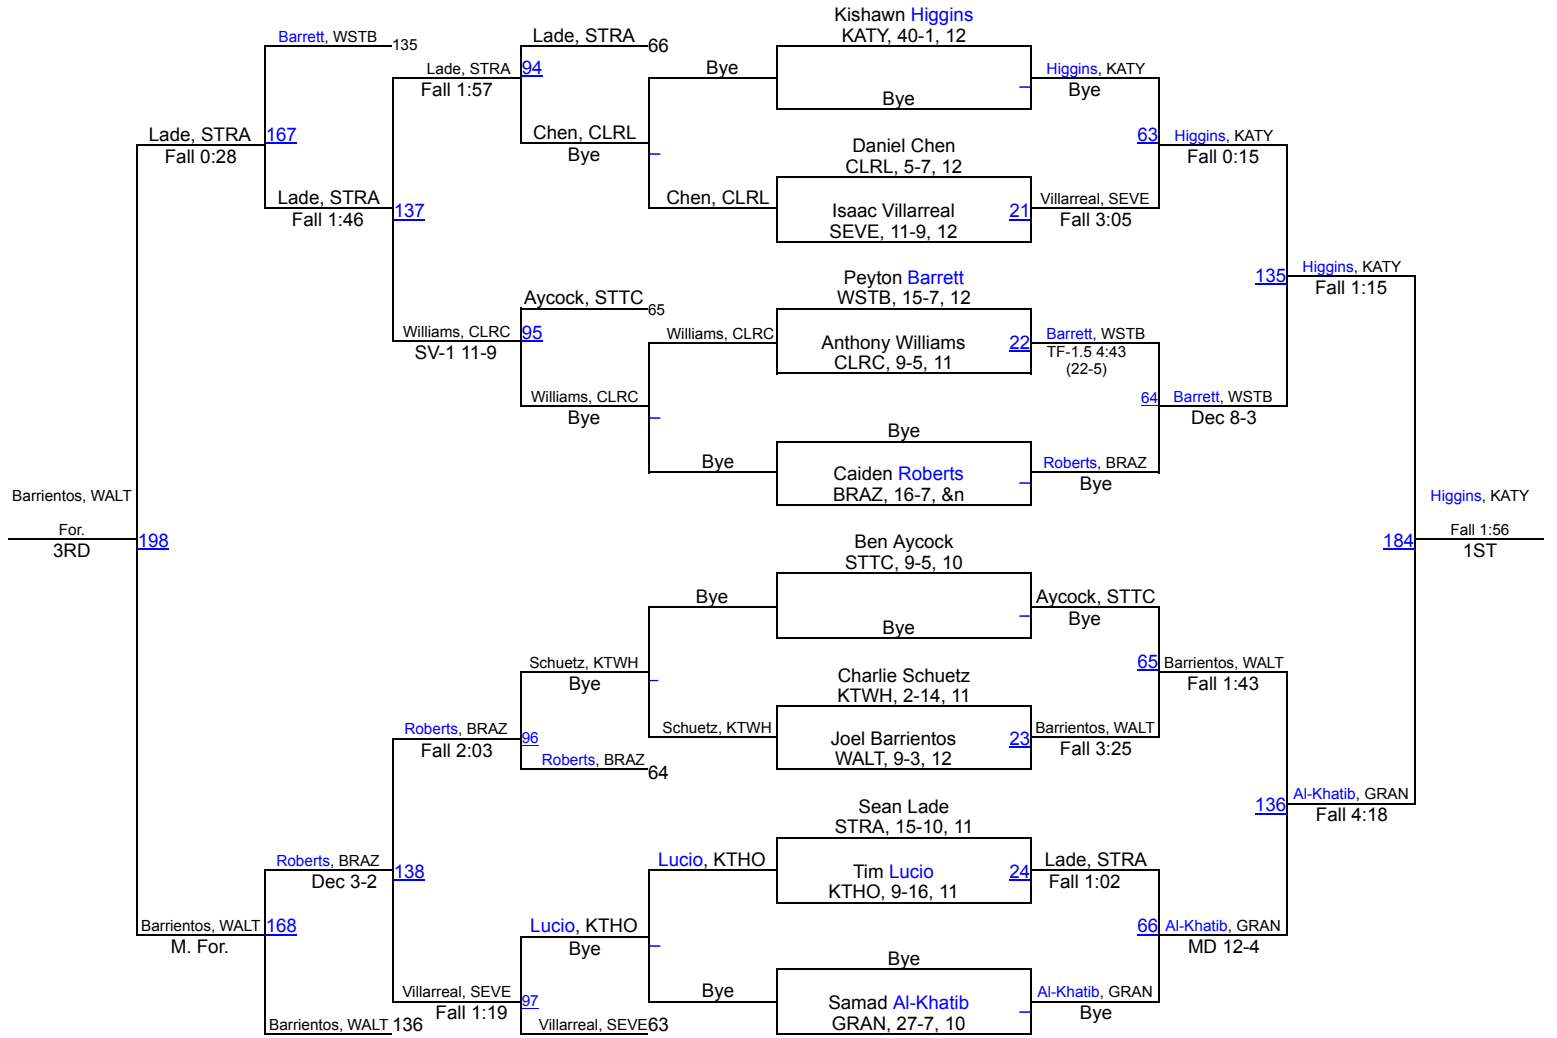 Kishawn Higgins
KATY, 40-1, 12
Barrett, WSTB
135
Lade, STRA
66
Lade, STRA
94
Fall 1:57
Bye
Higgins, KATY
Bye
Bye
Lade, STRA
167
Fall 0:28
Chen, CLRL
Bye
Daniel Chen
CLRL, 5-7, 12
63
Higgins, KATY
Fall 0:15
Lade, STRA
137
Fall 1:46
Chen, CLRL
Isaac Villarreal
SEVE, 11-9, 12
21
Villarreal, SEVE
Fall 3:05
Peyton Barrett
WSTB, 15-7, 12
135
Higgins, KATY
Fall 1:15
Aycock, STTC
65
Williams, CLRC
95
SV-1 11-9
Williams, CLRC
Anthony Williams
CLRC, 9-5, 11
22
Barrett, WSTB
TF-1.5 4:43
(22-5)
Williams, CLRC
Bye
64
Barrett, WSTB
Dec 8-3
Bye
Bye
Caiden Roberts
BRAZ, 16-7, &n
Roberts, BRAZ
Bye
Barrientos, WALT
For.
3RD
198
Higgins, KATY
184
Fall 1:56
1ST
Ben Aycock
STTC, 9-5, 10
Bye
Bye
Aycock, STTC
Bye
Schuetz, KTWH
Bye
Charlie Schuetz
KTWH, 2-14, 11
65
Barrientos, WALT
Fall 1:43
Roberts, BRAZ
96
Fall 2:03
Schuetz, KTWH
Joel Barrientos
WALT, 9-3, 12
23
Barrientos, WALT
Fall 3:25
Roberts, BRAZ
64
Sean Lade
STRA, 15-10, 11
136
Al-Khatib, GRAN
Fall 4:18
Roberts, BRAZ
138
Dec 3-2
Lucio, KTHO
Tim Lucio
KTHO, 9-16, 11
24
Lade, STRA
Fall 1:02
Barrientos, WALT
168
M. For.
Lucio, KTHO
Bye
66
Al-Khatib, GRAN
MD 12-4
Bye
Villarreal, SEVE
97
Fall 1:19
Bye
Samad Al-Khatib
GRAN, 27-7, 10
Al-Khatib, GRAN
Bye
Barrientos, WALT
136
Villarreal, SEVE
63